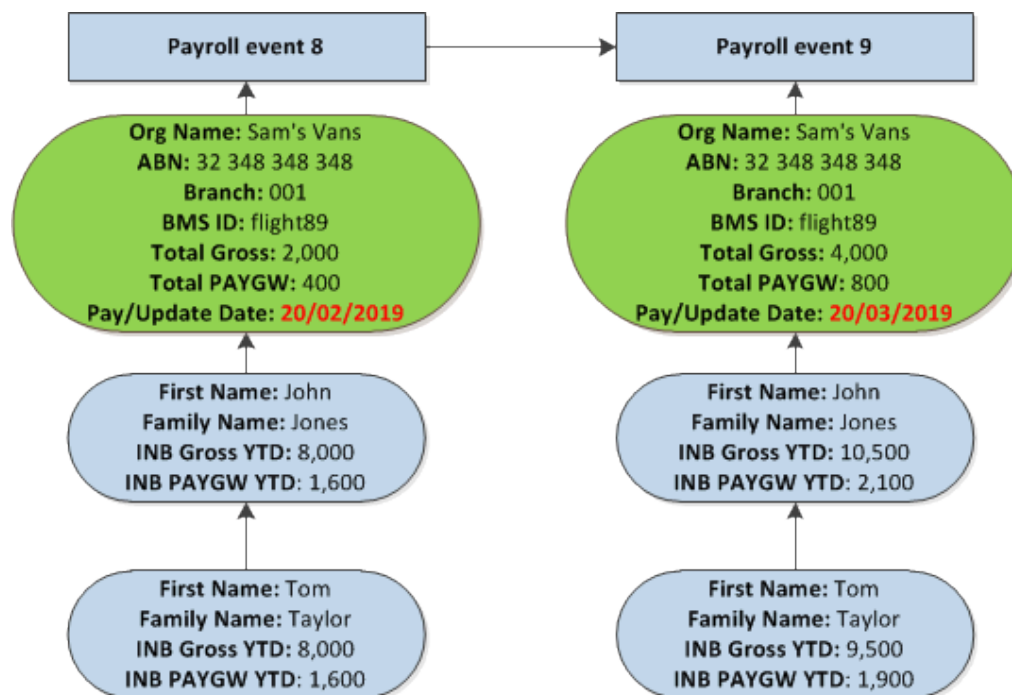 Payroll event 8
Payroll event 9
Org Name: Sam's Vans
ABN: 32 348 348 348
Branch: 001
BMS ID: flight89
Total Gross: 2,000
Total PAYGW: 400
Pay/Update Date: 20/02/2019
Org Name: Sam's Vans
ABN: 32 348 348 348
Branch: 001
BMS ID: flight89
Total Gross: 4,000
Total PAYGW: 800
Pay/Update Date: 20/03/2019
First Name: John
Family Name: Jones
INB Gross YTD: 8,000
INB PAYGW YTD: 1,600
First Name: John
Family Name: Jones
INB Gross YTD: 10,500
INB PAYGW YTD: 2,100
First Name: Tom
Family Name: Taylor
INB Gross YTD: 8,000
INB PAYGW YTD: 1,600
First Name: Tom
Family Name: Taylor
INB Gross YTD: 9,500
INB PAYGW YTD: 1,900